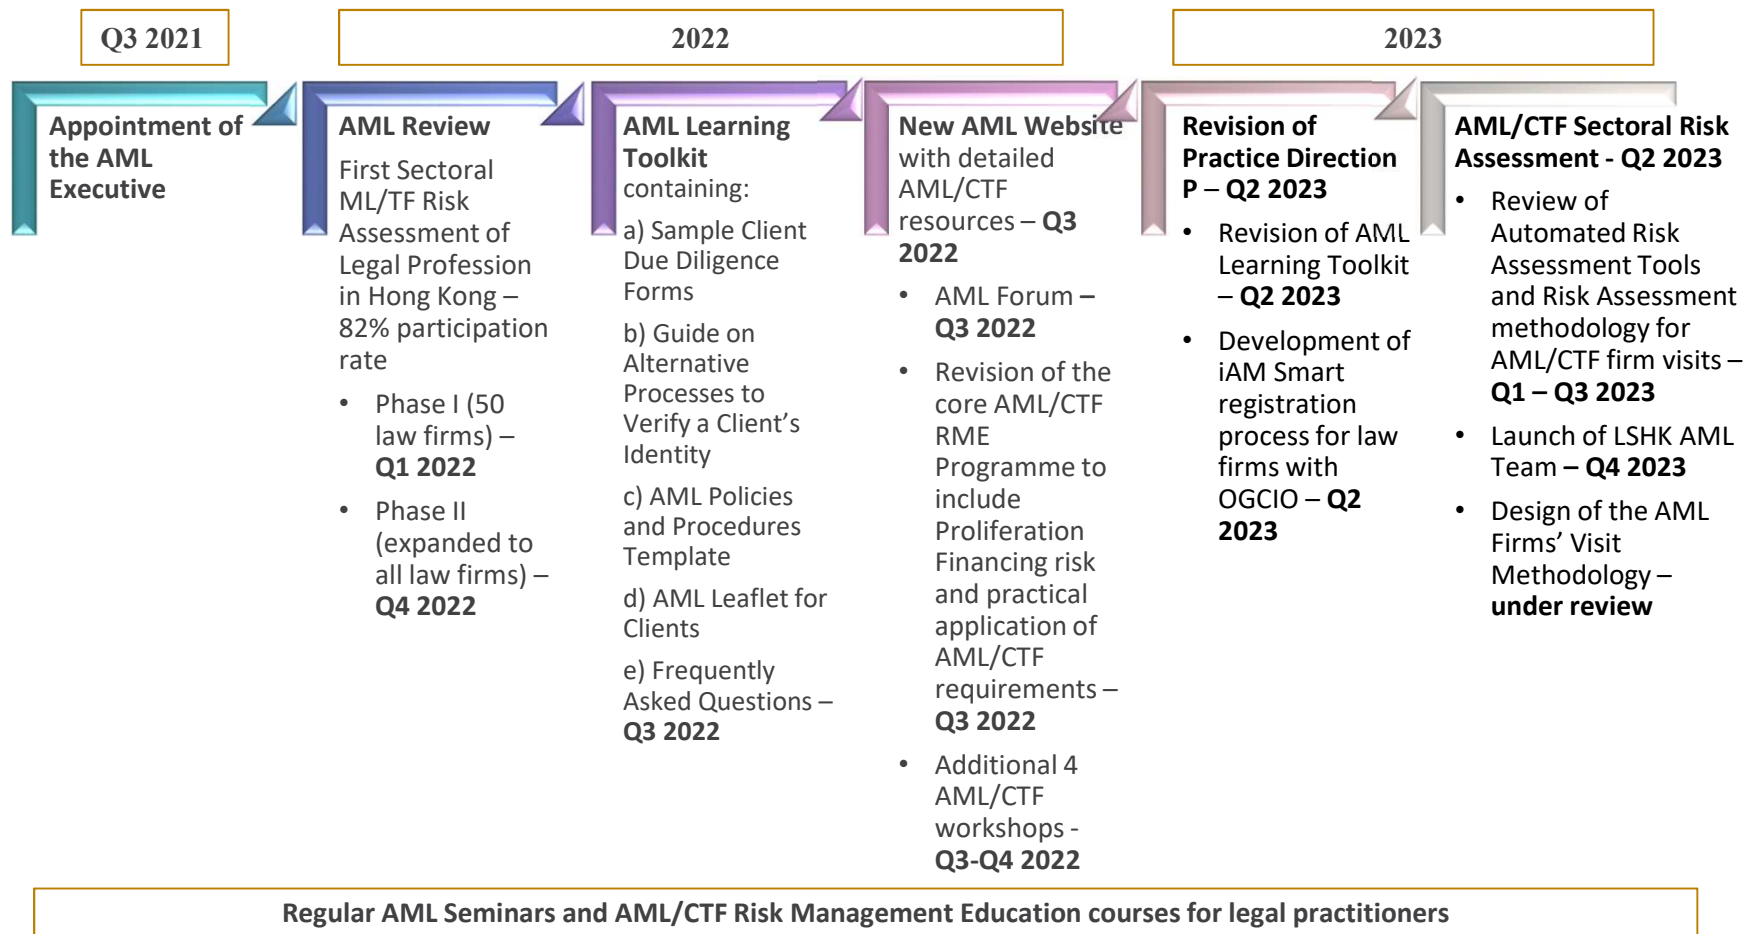 Q3 2021
2022
2023
Appointment of
the AML
Executive
AML Review
First Sectoral
ML/TF Risk
Assessment of
Legal Profession
in Hong Kong –
82% participation
rate
• Phase I (50
law firms) –
Q1 2022
• Phase II
(expanded to
all law firms) –
Q4 2022
AML Learning
Toolkit
containing:
a) Sample Client
Due Diligence
Forms
b) Guide on
Alternative
Processes to
Verify a Client’s
Identity
c) AML Policies
and Procedures
Template
d) AML Leaflet for
Clients
e) Frequently
Asked Questions –
Q3 2022
New AML Website
with detailed
AML/CTF
resources – Q3
2022
• AML Forum –
Q3 2022
• Revision of the
core AML/CTF
RME
Programme to
include
Proliferation
Financing risk
and practical
application of
AML/CTF
requirements –
Q3 2022
• Additional 4
AML/CTF
workshops -
Q3-Q4 2022
Revision of
Practice Direction
P – Q2 2023
• Revision of AML
Learning Toolkit
– Q2 2023
• Development of
iAM Smart
registration
process for law
firms with
OGCIO – Q2
2023
AML/CTF Sectoral Risk
Assessment - Q2 2023
• Review of
Automated Risk
Assessment Tools
and Risk Assessment
methodology for
AML/CTF firm visits –
Q1 – Q3 2023
• Launch of LSHK AML
Team – Q4 2023
• Design of the AML
Firms’ Visit
Methodology –
under review
Regular AML Seminars and AML/CTF Risk Management Education courses for legal practitioners